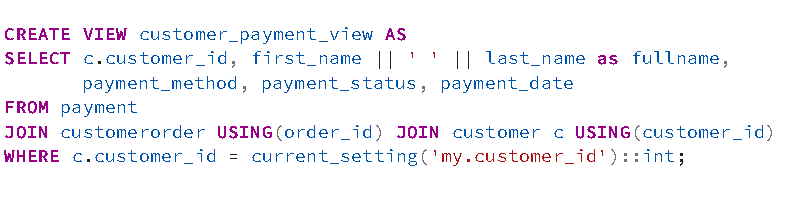 CREATE VIEW customer_payment_view AS
SELECT c.customer_id, first_name || ' ' || last_name as fullname,
payment_method, payment_status, payment_date
FROM payment
JOIN customerorder USING(order_id) JOIN customer c USING(customer_id)
WHERE c.customer_id = current_setting('my.customer_id')::int;